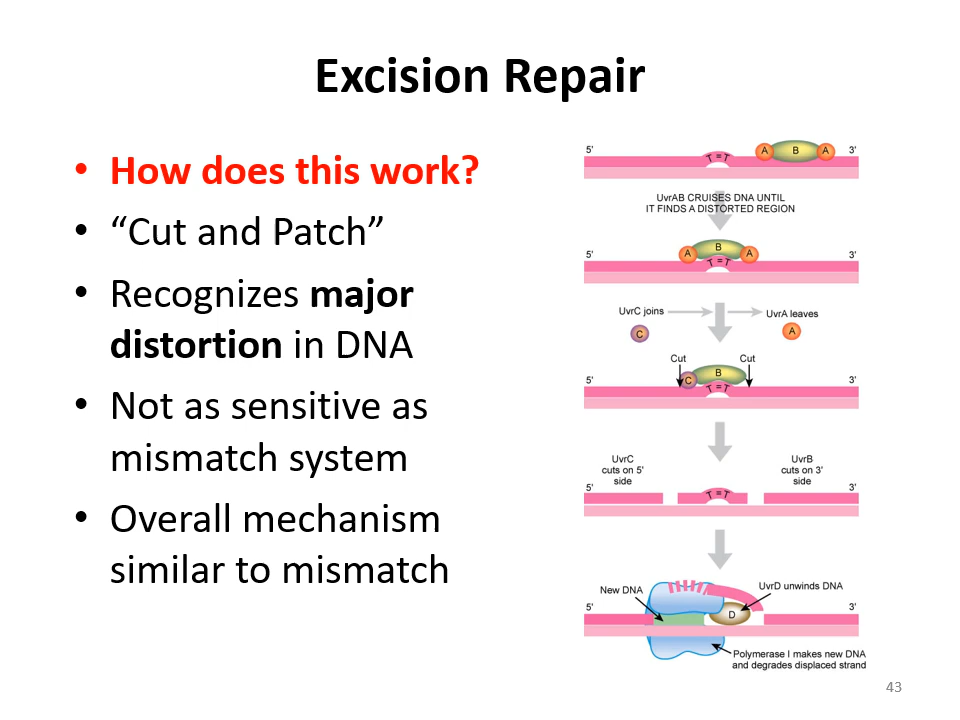 Excision Repair
• How does this work?
• “Cut and Patch”
• Recognizes major
distortion in DNA
• Not as sensitive as
mismatch system
• Overall mechanism
similar to mismatch
5' 3'
T = T
A B A
UvrAB CRUISES DNA UNTIL
IT FINDS A DISTORTED REGION
5' 3'
A B A
T = T
UvrC joins
UvrA leaves
C
A
Cut Cut
5' 3'
C B
T = T
UvrC
cuts on 5'
side
UvrB
cuts on 3'
side
5' 3'
T = T
New DNA
UvrD unwinds DNA
5' 3'
D
Polymerase I makes new DNA
and degrades displaced strand
43